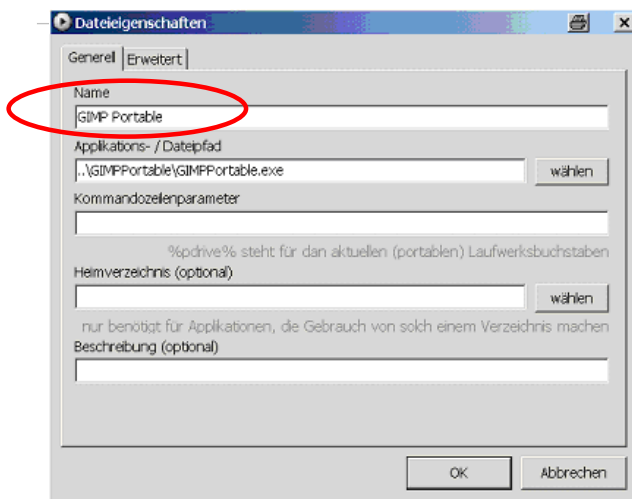 Dateieigenschaften
Generell Erweitert
Name
GIMP Portable
Applikations- / Dateipfad
..\GIMPPortable\GIMPPortable.exe
wählen
Kommandozeilenparameter
%pdrive% steht für dan aktuellen (portablen) Laufwerksbuchstaben
Heimverzeichnis (optional)
wählen
nur benötigt für Applikationen, die Gebrauch von solch einem Verzeichnis machen
Beschreibung (optional)
OK Abbrechen